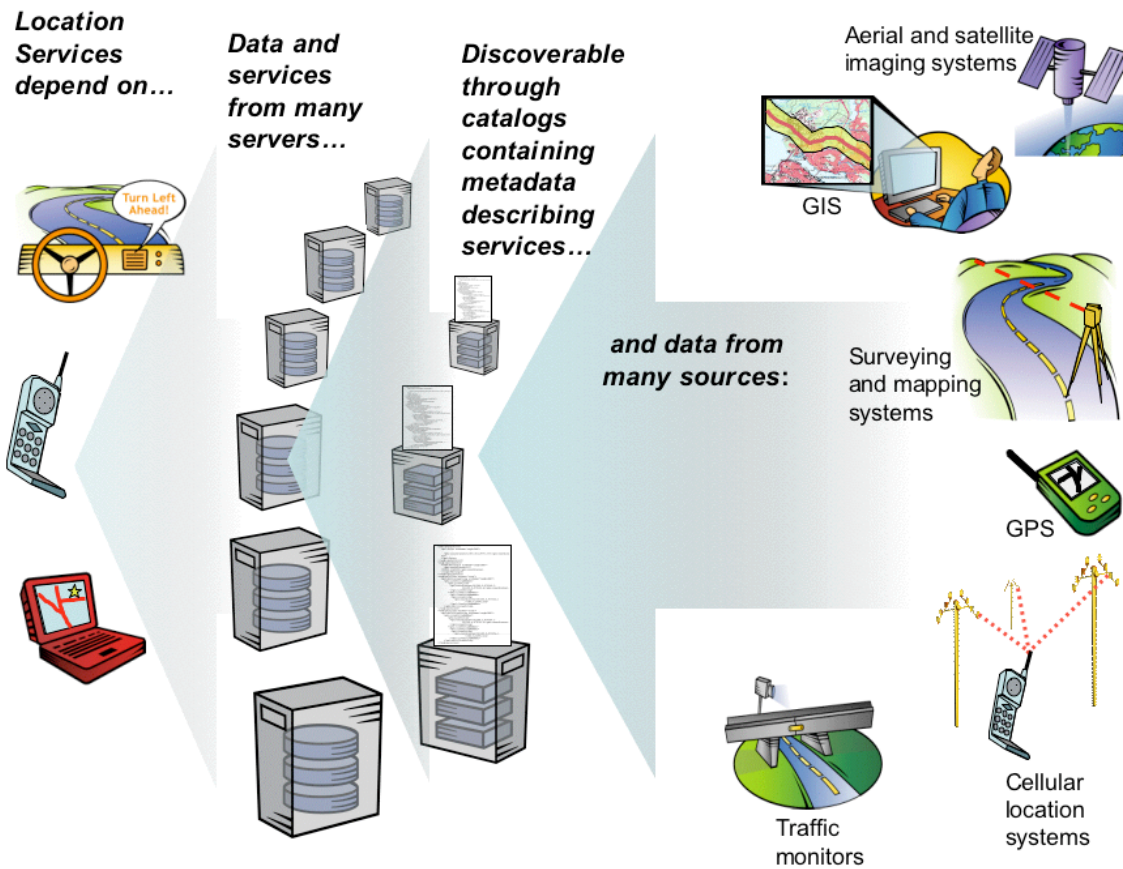 Location
Services
depend on…
Data and
services
from many
servers…
Discoverable
through
catalogs
containing
metadata
describing
services…
and data from
many sources:
Aerial and satellite
imaging systems
GIS
Surveying
and mapping
systems
GPS
Cellular
location
systems
Traffic
monitors
Turn Left
Ahead!